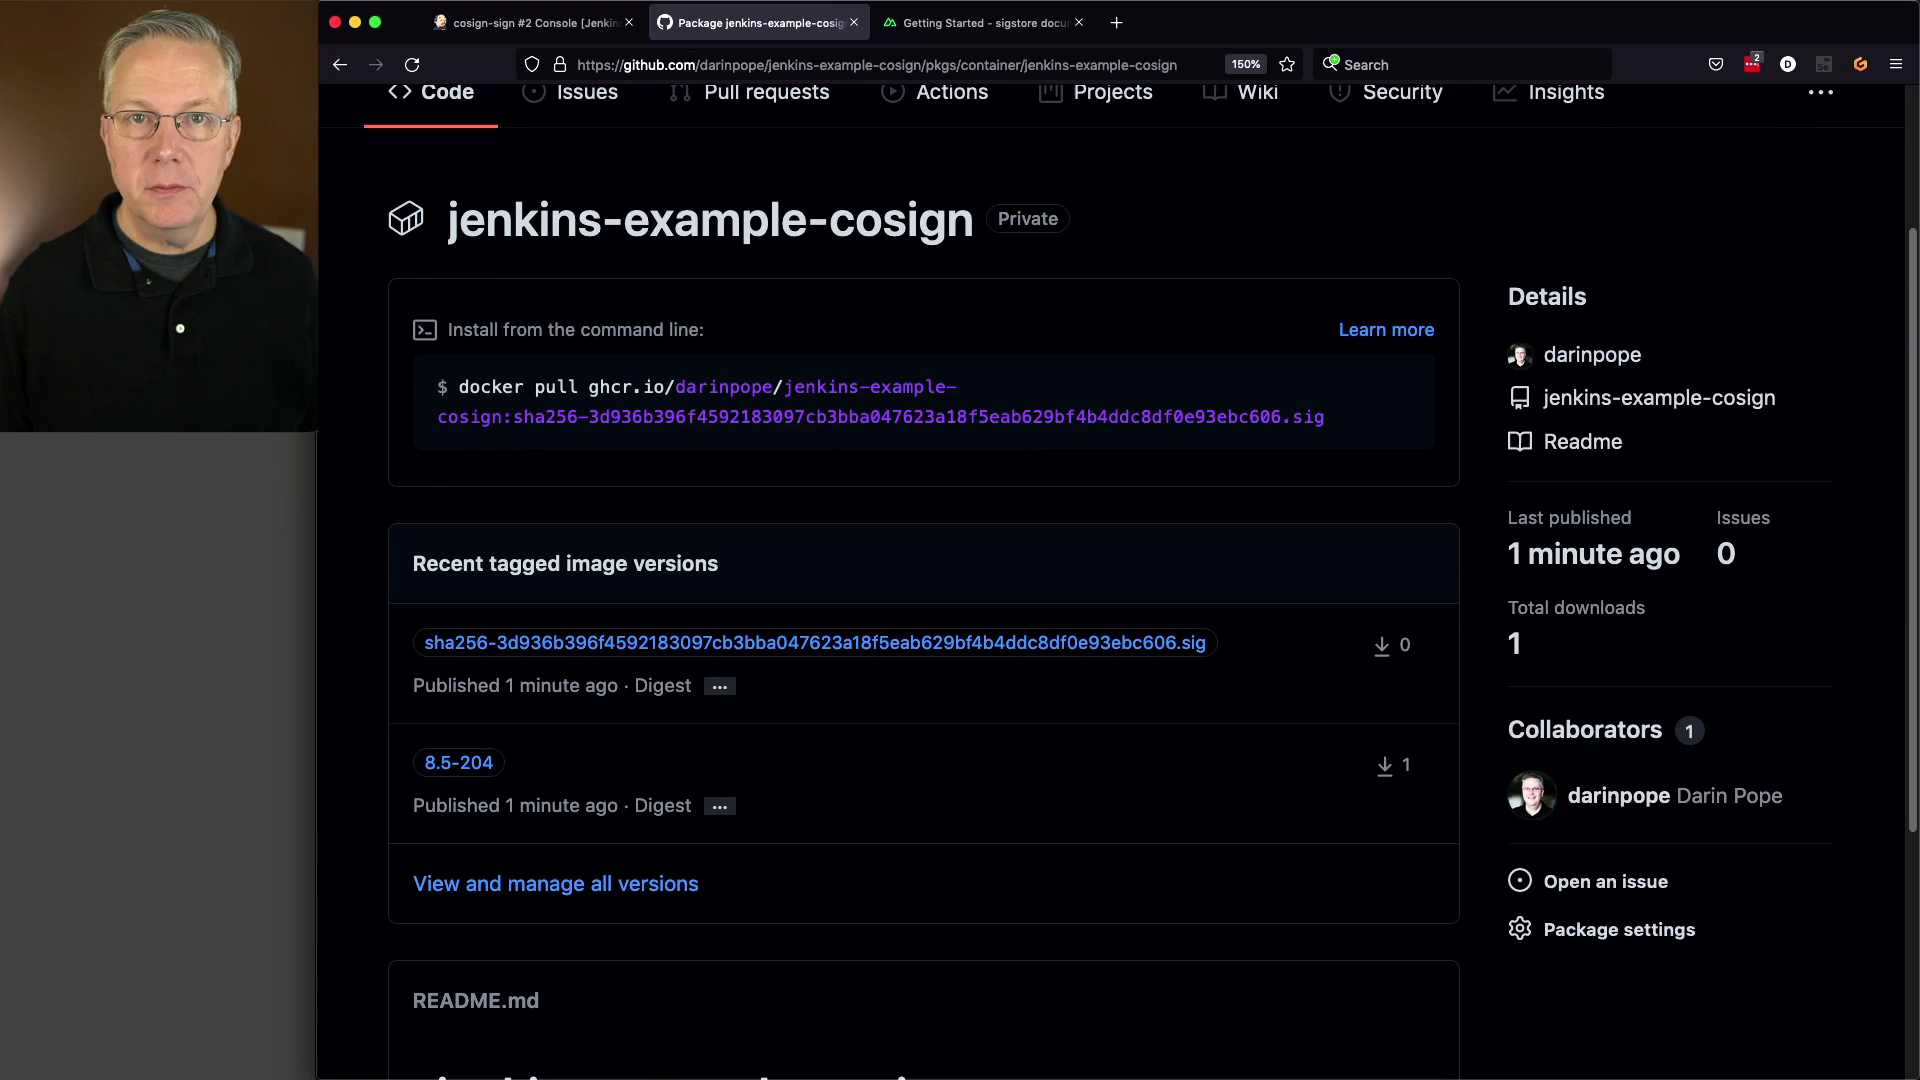 cosign-sign #2 Console [Jenkin
Package jenkins-example-cosig
Getting Started - sigstore docu
https://github.com/darinpope/jenkins-example-cosign/pkgs/container/jenkins-example-cosign
150%
Search
2
D
Code
Issues
Pull requests
Actions
Projects
Wiki
Security
Insights
jenkins-example-cosign
Private
Install from the command line:
Learn more
$ docker pull ghcr.io/darinpope/jenkins-example-
cosign:sha256-3d936b396f4592183097cb3bba047623a18f5eab629bf4b4ddc8df0e93ebc606.sig
Recent tagged image versions
sha256-3d936b396f4592183097cb3bba047623a18f5eab629bf4b4ddc8df0e93ebc606.sig
0
Published 1 minute ago · Digest
8.5-204
1
Published 1 minute ago · Digest
View and manage all versions
README.md
Details
darinpope
jenkins-example-cosign
Readme
Last published
Issues
1 minute ago
0
Total downloads
1
Collaborators 1
darinpope Darin Pope
Open an issue
Package settings